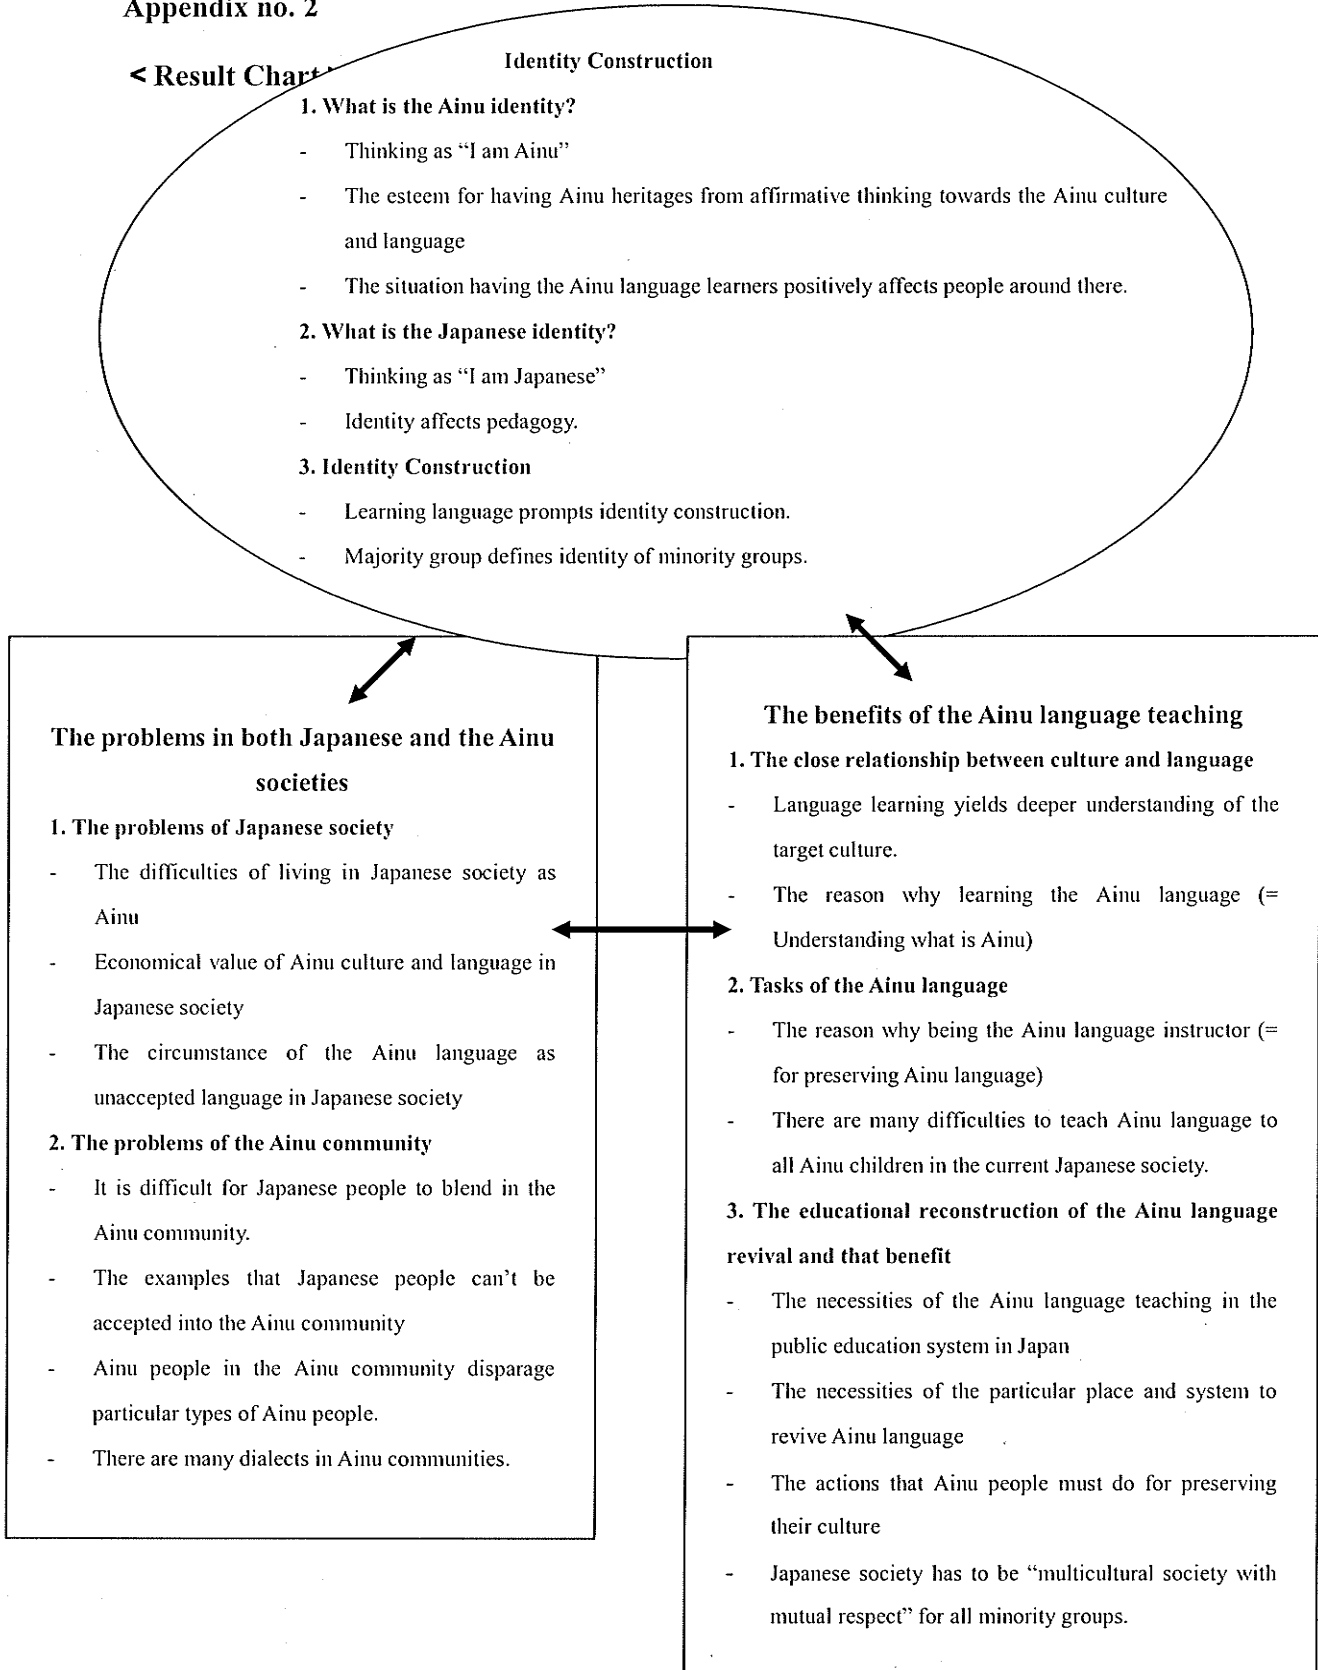 Appendix no. 2
< Result Chart
Identity Construction
1. What is the Ainu identity?
- Thinking as “I am Ainu”
- The esteem for having Ainu heritages from affirmative thinking towards the Ainu culture
and language
- The situation having the Ainu language learners positively affects people around there.
2. What is the Japanese identity?
- Thinking as “I am Japanese”
- Identity affects pedagogy.
3. Identity Construction
- Learning language prompts identity construction.
- Majority group defines identity of minority groups.
The problems in both Japanese and the Ainu
societies
1. The problems of Japanese society
- The difficulties of living in Japanese society as
Ainu
- Economical value of Ainu culture and language in
Japanese society
- The circumstance of the Ainu language as
unaccepted language in Japanese society
2. The problems of the Ainu community
- It is difficult for Japanese people to blend in the
Ainu community.
- The examples that Japanese people can’t be
accepted into the Ainu community
- Ainu people in the Ainu community disparage
particular types of Ainu people.
- There are many dialects in Ainu communities.
The benefits of the Ainu language teaching
1. The close relationship between culture and language
- Language learning yields deeper understanding of the
target culture.
- The reason why learning the Ainu language (=
Understanding what is Ainu)
2. Tasks of the Ainu language
- The reason why being the Ainu language instructor (=
for preserving Ainu language)
- There are many difficulties to teach Ainu language to
all Ainu children in the current Japanese society.
3. The educational reconstruction of the Ainu language
revival and that benefit
- The necessities of the Ainu language teaching in the
public education system in Japan
- The necessities of the particular place and system to
revive Ainu language
- The actions that Ainu people must do for preserving
their culture
- Japanese society has to be “multicultural society with
mutual respect” for all minority groups.